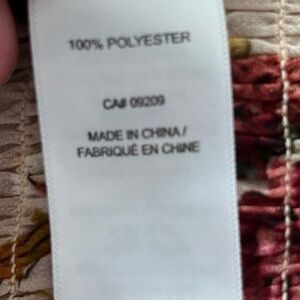 100% POLYESTER
CA# 09209
MADE IN CHINA /
FABRIQUÉ EN CHINE